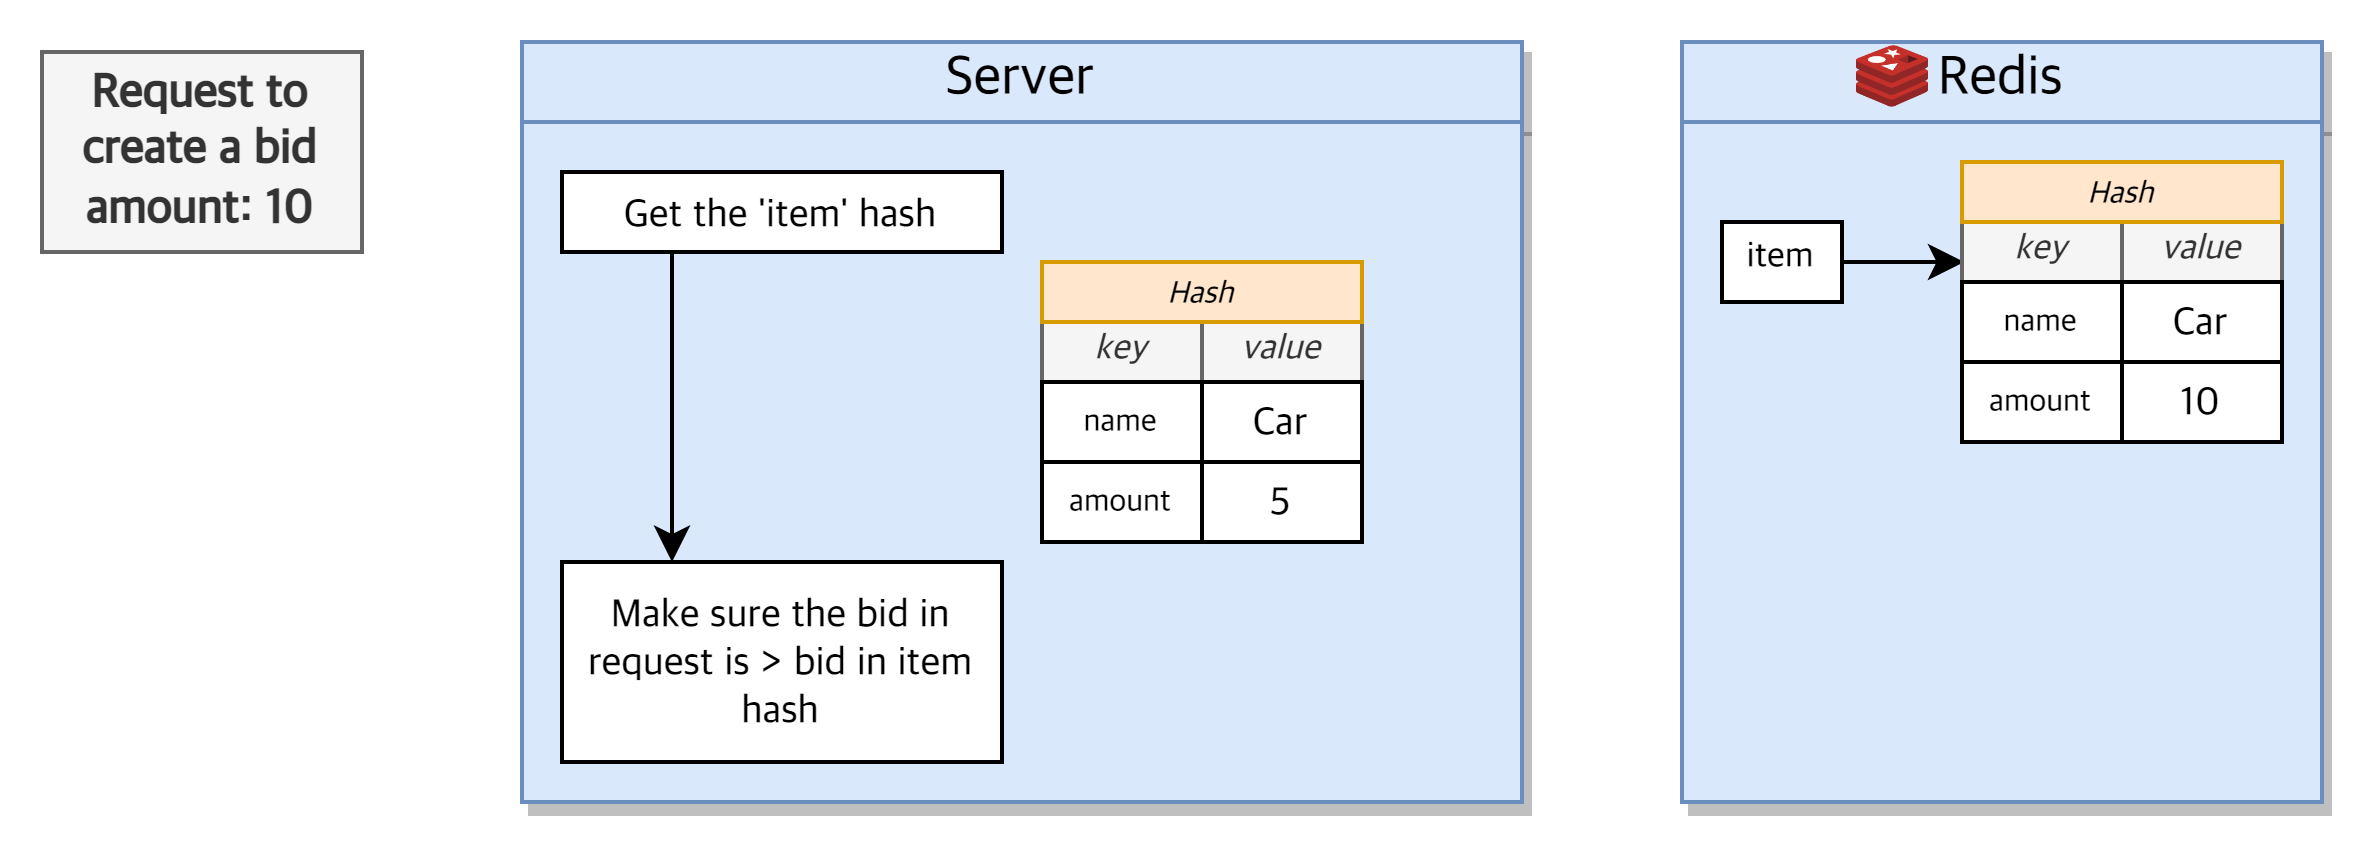 Request to
create a bid
amount: 10
Server
Get the 'item' hash
Hash
key value
name Car
amount 5
Make sure the bid in
request is > bid in item
hash
Redis
item
Hash
key value
name Car
amount 10